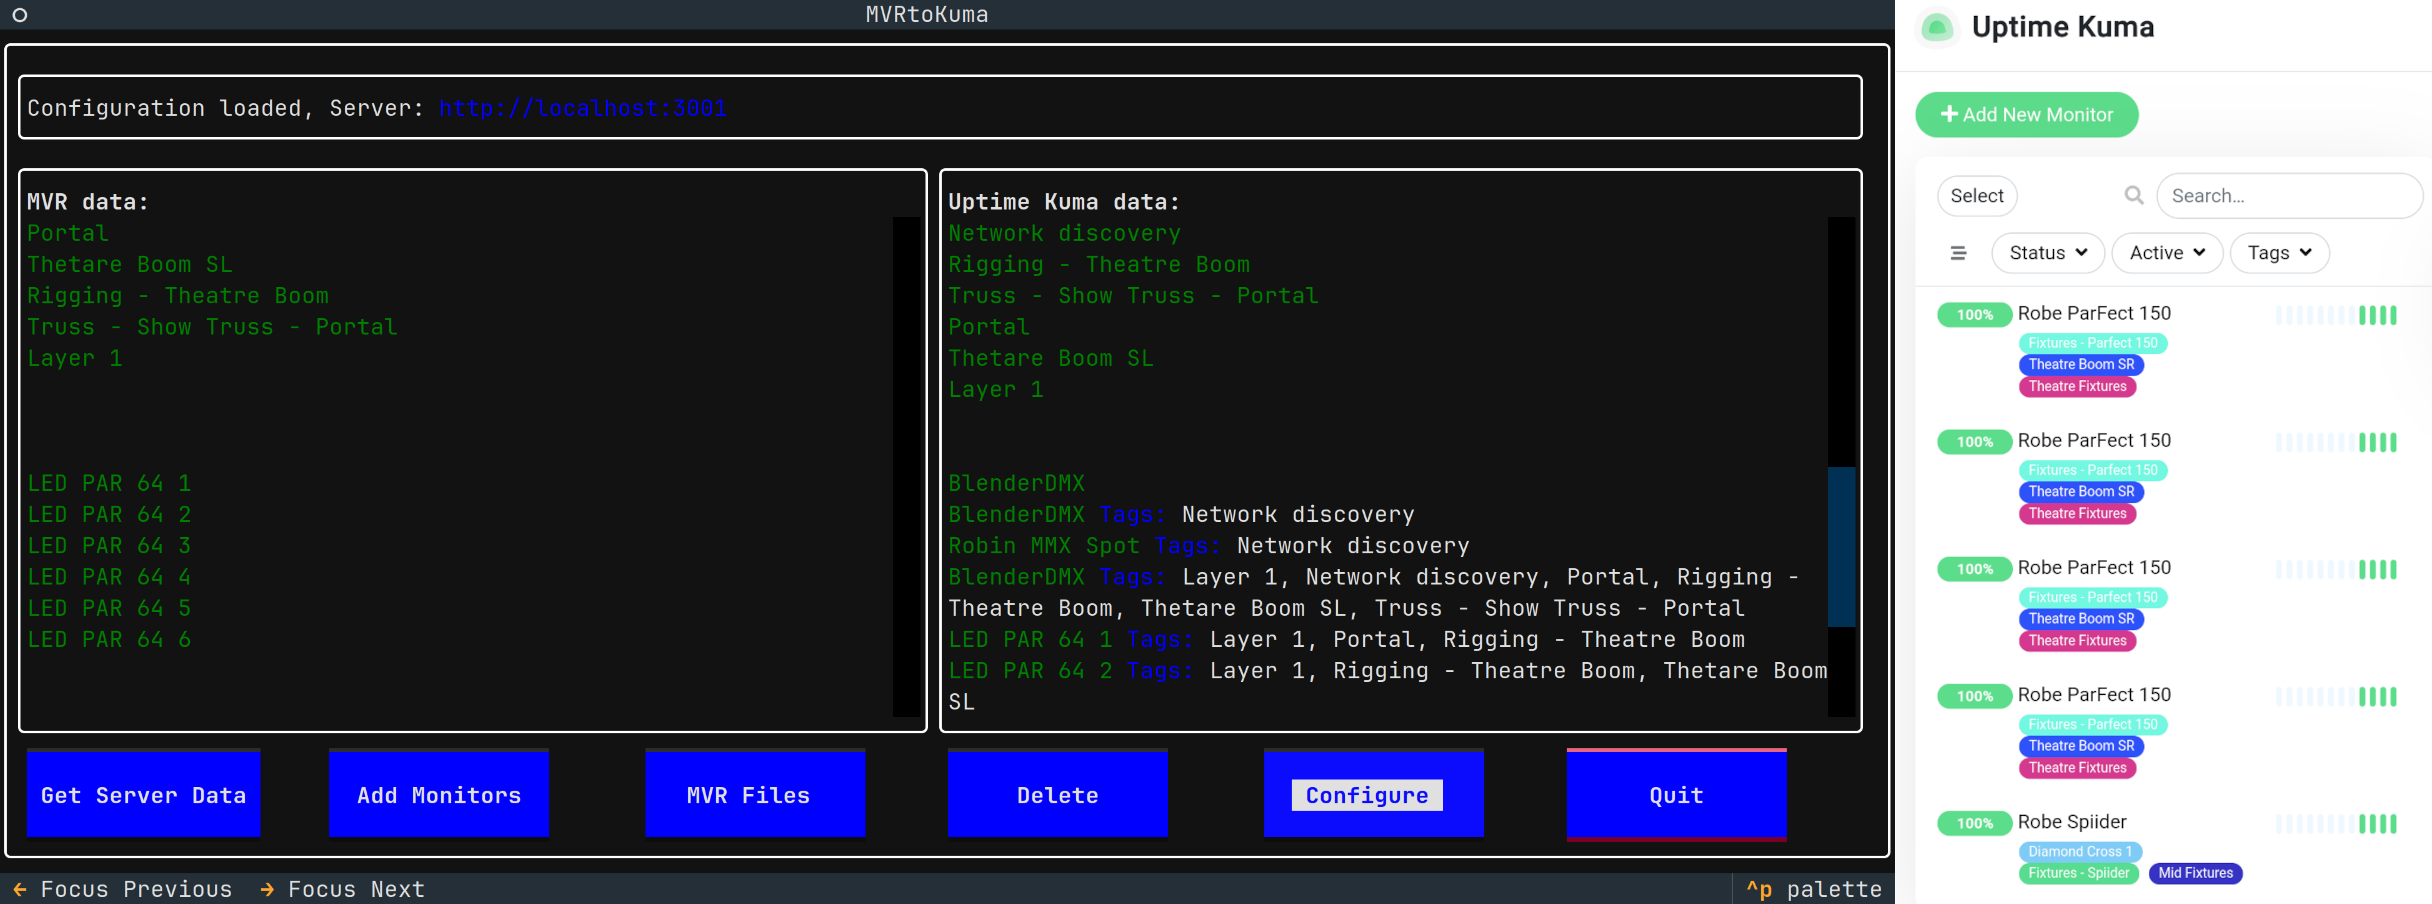 MVRtoKuma
Configuration loaded, Server: http://localhost:3001
MVR data:
Portal
Thetare Boom SL
Rigging - Theatre Boom
Truss - Show Truss - Portal
Layer 1
LED PAR 64 1
LED PAR 64 2
LED PAR 64 3
LED PAR 64 4
LED PAR 64 5
LED PAR 64 6
Uptime Kuma data:
Network discovery
Rigging - Theatre Boom
Truss - Show Truss - Portal
Portal
Thetare Boom SL
Layer 1
BlenderDMX
BlenderDMX Tags: Network discovery
Robin MMX Spot Tags: Network discovery
BlenderDMX Tags: Layer 1, Network discovery, Portal, Rigging -
Theatre Boom, Thetare Boom SL, Truss - Show Truss - Portal
LED PAR 64 1 Tags: Layer 1, Portal, Rigging - Theatre Boom
LED PAR 64 2 Tags: Layer 1, Rigging - Theatre Boom, Thetare Boom
SL
Get Server Data
Add Monitors
MVR Files
Delete
Configure
Quit
← Focus Previous → Focus Next
^p palette
Uptime Kuma
+ Add New Monitor
Select
Search...
Status
Active
Tags
100% Robe ParFect 150
Fixtures - Parfect 150
Theatre Boom SR
Theatre Fixtures
100% Robe ParFect 150
Fixtures - Parfect 150
Theatre Boom SR
Theatre Fixtures
100% Robe ParFect 150
Fixtures - Parfect 150
Theatre Boom SR
Theatre Fixtures
100% Robe ParFect 150
Fixtures - Parfect 150
Theatre Boom SR
Theatre Fixtures
100% Robe Spiider
Diamond Cross 1
Fixtures - Spiider Mid Fixtures